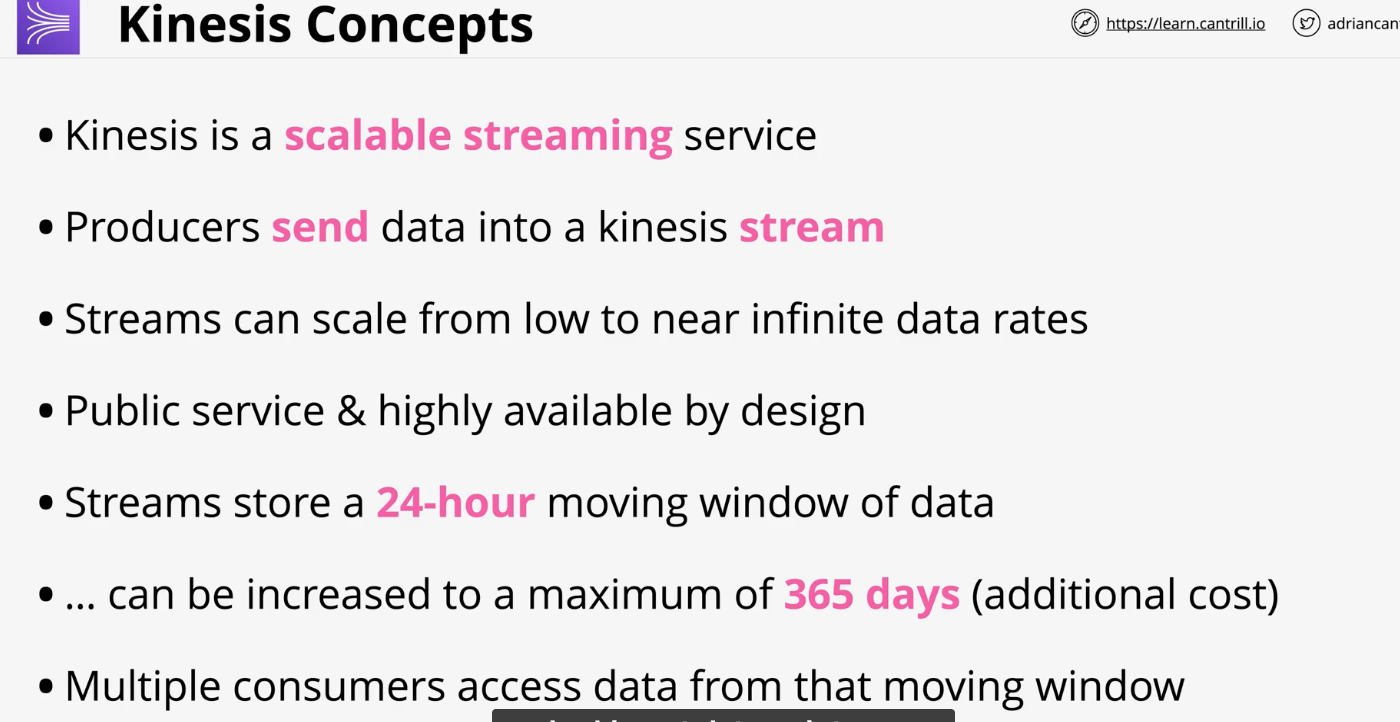 Kinesis Concepts
https://learn.cantrill.io
adriancan
• Kinesis is a scalable streaming service
• Producers send data into a kinesis stream
• Streams can scale from low to near infinite data rates
• Public service & highly available by design
• Streams store a 24-hour moving window of data
• ... can be increased to a maximum of 365 days (additional cost)
• Multiple consumers access data from that moving window